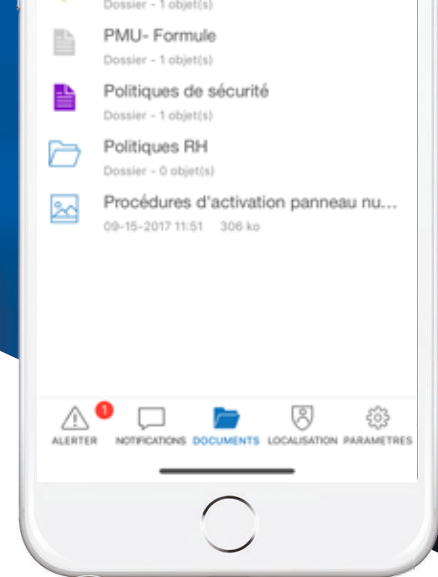 Dossier - 1 objet(s)
PMU- Formule
Dossier - 1 objet(s)
Politiques de sécurité
Dossier - 1 objet(s)
Politiques RH
Dossier - 0 objet(s)
Procédures d'activation panneau nu...
09-15-2017 11:51 306 ko
1
ALERTER NOTIFICATIONS DOCUMENTS LOCALISATION PARAMETRES